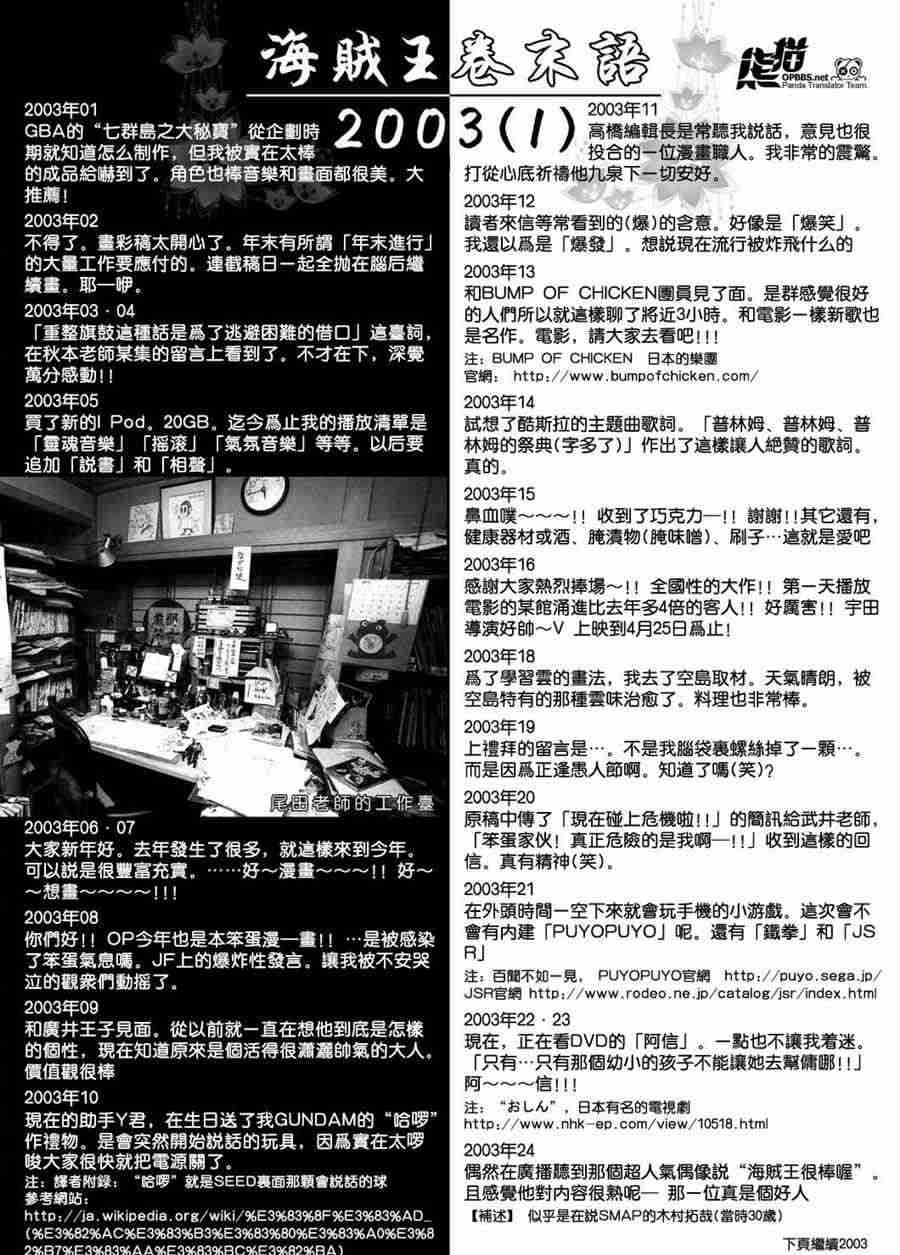 海賊王卷末語
2003(1)
熊猫
OPBBS.net
Panda Translator Team.
2003年01
GBA的“七群島之大秘寶”從企劃時
期就知道怎么制作，但我被實在太棒
的成品給嚇到了。角色也棒音樂和畫面都很美。大
推薦！
2003年02
不得了。畫彩稿太開心了。年末有所謂「年末進行」
的大量工作要應付的。連截稿日一起全拋在腦后繼
續畫。耶—咿。
2003年03·04
「重整旗鼓這種話是爲了逃避困難的借口」這臺詞，
在秋本老師某集的留言上看到了。不才在下，深覺
萬分感動!!
2003年05
買了新的I Pod。20GB。迄今爲止我的播放清單是
「靈魂音樂」「摇滚」「氣氛音樂」等等。以后要
追加「説書」和「相聲」。
尾田老師的工作臺
2003年06·07
大家新年好。去年發生了很多，就這樣來到今年。
可以説是很豐富充實。……好～漫畫～～～!! 好～
～想畫～～～～!!!
2003年08
你們好!! OP今年也是本笨蛋漫—畫!! …是被感染
了笨蛋氣息嗎。JF上的爆炸性發言。讓我被不安哭
泣的觀衆們動摇了。
2003年09
和廣井王子見面。從以前就一直在想他到底是怎樣
的個性，現在知道原來是個活得很瀟灑帥氣的大人。
價值觀很棒
2003年10
現在的助手Y君，在生日送了我GUNDAM的“哈啰”
作禮物。是會突然開始説話的玩具，因爲實在太啰
唆大家很快就把電源關了。
注：譯者附録：“哈啰”就是SEED裏面那顆會説話的球
參考網站：
http://ja.wikipedia.org/wiki/%E3%83%8F%E3%83%AD_
(%E3%82%AC%E3%83%B3%E3%83%80%E3%83%A0%E3%8
2%B7%E3%83%AA%E3%83%BC%E3%82%BA)
2003年11
高橋編輯長是常聽我説話，意見也很
投合的一位漫畫職人。我非常的震驚。
打從心底祈禱他九泉下一切安好。
2003年12
讀者來信等常看到的(爆)的含意。好像是「爆笑」。
我還以爲是「爆發」。想説現在流行被炸飛什么的
2003年13
和BUMP OF CHICKEN團員見了面。是群感覺很好
的人們所以就這樣聊了將近3小時。和電影一樣新歌也
是名作。電影，請大家去看吧!!!
注：BUMP OF CHICKEN 日本的樂團
官網： http://www.bumpofchicken.com/
2003年14
試想了酷斯拉的主題曲歌詞。「普林姆、普林姆、普
林姆的祭典(字多了)」作出了這樣讓人絶贊的歌詞。
真的。
2003年15
鼻血噗～～～!! 收到了巧克力—!! 謝謝!!其它還有，
健康器材或酒、腌漬物(腌味噌)、刷子…這就是愛吧
2003年16
感謝大家熱烈捧場～!! 全國性的大作!! 第一天播放
電影的某館涌進比去年多4倍的客人!! 好厲害!! 宇田
導演好帥～V 上映到4月25日爲止!
2003年18
爲了學習雲的畫法，我去了空島取材。天氣晴朗，被
空島特有的那種雲味治愈了。料理也非常棒。
2003年19
上禮拜的留言是…。不是我腦袋裏螺絲掉了一顆…。
而是因爲正逢愚人節啊。知道了嗎(笑)?
2003年20
原稿中傳了「現在碰上危機啦!!」的簡訊給武井老師，
「笨蛋家伙! 真正危險的是我啊—!!」收到這樣的回
信。真有精神(笑)。
2003年21
在外頭時間一空下來就會玩手機的小游戲。這次會不
會有内建「PUYOPUYO」呢。還有「鐵拳」和「JS
R」
注：百聞不如一見， PUYOPUYO官網 http://puyo.sega.jp/
JSR官網 http://www.rodeo.ne.jp/catalog/jsr/index.html
2003年22·23
現在，正在看DVD的「阿信」。一點也不讓我着迷。
「只有…只有那個幼小的孩子不能讓她去幫傭哪!!」
阿～～～信!!!
注：“おしん”，日本有名的電視劇
http://www.nhk-ep.com/view/10518.html
2003年24
偶然在廣播聽到那個超人氣偶像説“海賊王很棒喔”。
且感覺他對内容很熟呢— 那一位真是個好人
【補述】 似乎是在説SMAP的木村拓哉(當時30歲)
下頁繼續2003